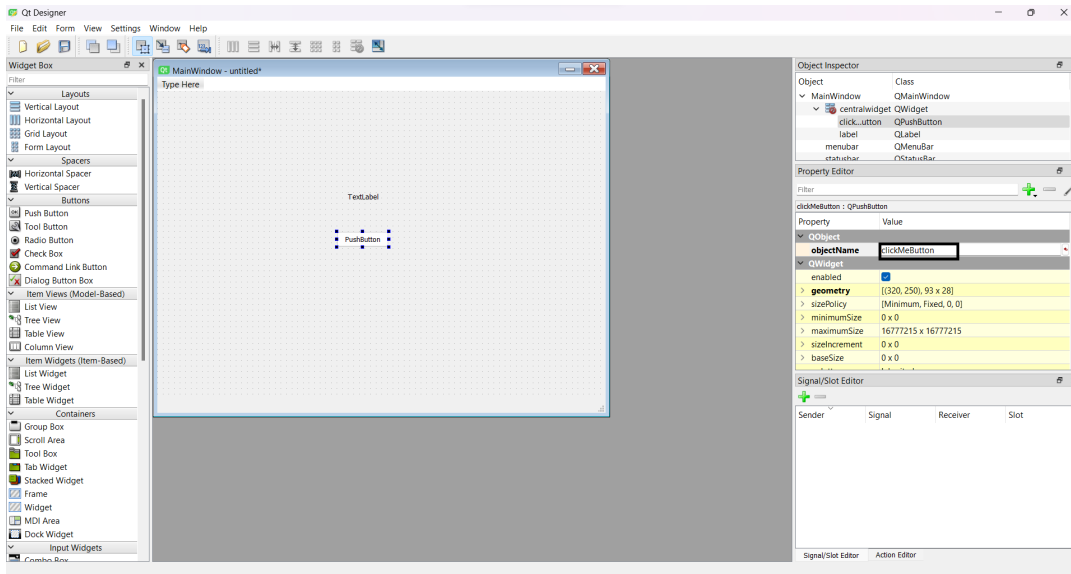 Qt Designer
File Edit Form View Settings Window Help
Widget Box
Filter
Layouts
Vertical Layout
Horizontal Layout
Grid Layout
Form Layout
Spacers
Horizontal Spacer
Vertical Spacer
Buttons
Push Button
Tool Button
Radio Button
Check Box
Command Link Button
Dialog Button Box
Item Views (Model-Based)
List View
Tree View
Table View
Column View
Item Widgets (Item-Based)
List Widget
Tree Widget
Table Widget
Containers
Group Box
Scroll Area
Tool Box
Tab Widget
Stacked Widget
Frame
Widget
MDI Area
Dock Widget
Input Widgets
Combo Box
MainWindow - untitled*
Type Here
TextLabel
PushButton
Object Inspector
Object Class
MainWindow QMainWindow
centralwidget QWidget
click...utton QPushButton
label QLabel
menubar QMenuBar
statusbar QStatusBar
Property Editor
Filter
clickMeButton : QPushButton
Property Value
QObject
objectName clickMeButton
QWidget
enabled
geometry [(320, 250), 93 x 28]
sizePolicy [Minimum, Fixed, 0, 0]
minimumSize 0 x 0
maximumSize 16777215 x 16777215
sizeIncrement 0 x 0
baseSize 0 x 0
Signal/Slot Editor
Sender Signal Receiver Slot
Signal/Slot Editor Action Editor